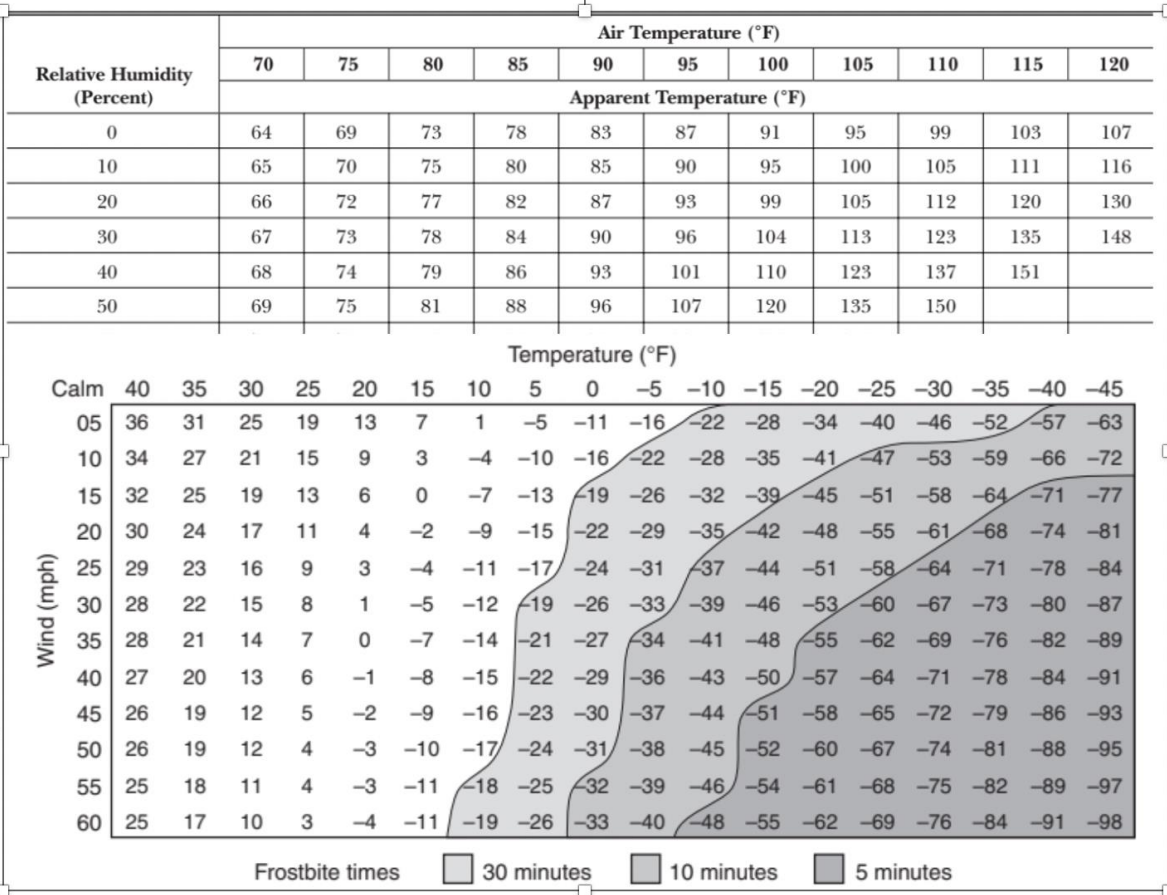 Air Temperature (°F)
Relative Humidity (Percent) 70 75 80 85 90 95 100 105 110 115 120
Apparent Temperature (°F)
0 64 69 73 78 83 87 91 95 99 103 107
10 65 70 75 80 85 90 95 100 105 111 116
20 66 72 77 82 87 93 99 105 112 120 130
30 67 73 78 84 90 96 104 113 123 135 148
40 68 74 79 86 93 101 110 123 137 151
50 69 75 81 88 96 107 120 135 150
Temperature (°F)
Calm 40 35 30 25 20 15 10 5 0 –5 –10 –15 –20 –25 –30 –35 –40 –45
05 36 31 25 19 13 7 1 –5 –11 –16 –22 –28 –34 –40 –46 –52 –57 –63
10 34 27 21 15 9 3 –4 –10 –16 –22 –28 –35 –41 –47 –53 –59 –66 –72
15 32 25 19 13 6 0 –7 –13 –19 –26 –32 –39 –45 –51 –58 –64 –71 –77
20 30 24 17 11 4 –2 –9 –15 –22 –29 –35 –42 –48 –55 –61 –68 –74 –81
Wind (mph)
25 29 23 16 9 3 –4 –11 –17 –24 –31 –37 –44 –51 –58 –64 –71 –78 –84
30 28 22 15 8 1 –5 –12 –19 –26 –33 –39 –46 –53 –60 –67 –73 –80 –87
35 28 21 14 7 0 –7 –14 –21 –27 –34 –41 –48 –55 –62 –69 –76 –82 –89
40 27 20 13 6 –1 –8 –15 –22 –29 –36 –43 –50 –57 –64 –71 –78 –84 –91
45 26 19 12 5 –2 –9 –16 –23 –30 –37 –44 –51 –58 –65 –72 –79 –86 –93
50 26 19 12 4 –3 –10 –17 –24 –31 –38 –45 –52 –60 –67 –74 –81 –88 –95
55 25 18 11 4 –3 –11 –18 –25 –32 –39 –46 –54 –61 –68 –75 –82 –89 –97
60 25 17 10 3 –4 –11 –19 –26 –33 –40 –48 –55 –62 –69 –76 –84 –91 –98
Frostbite times 30 minutes 10 minutes 5 minutes